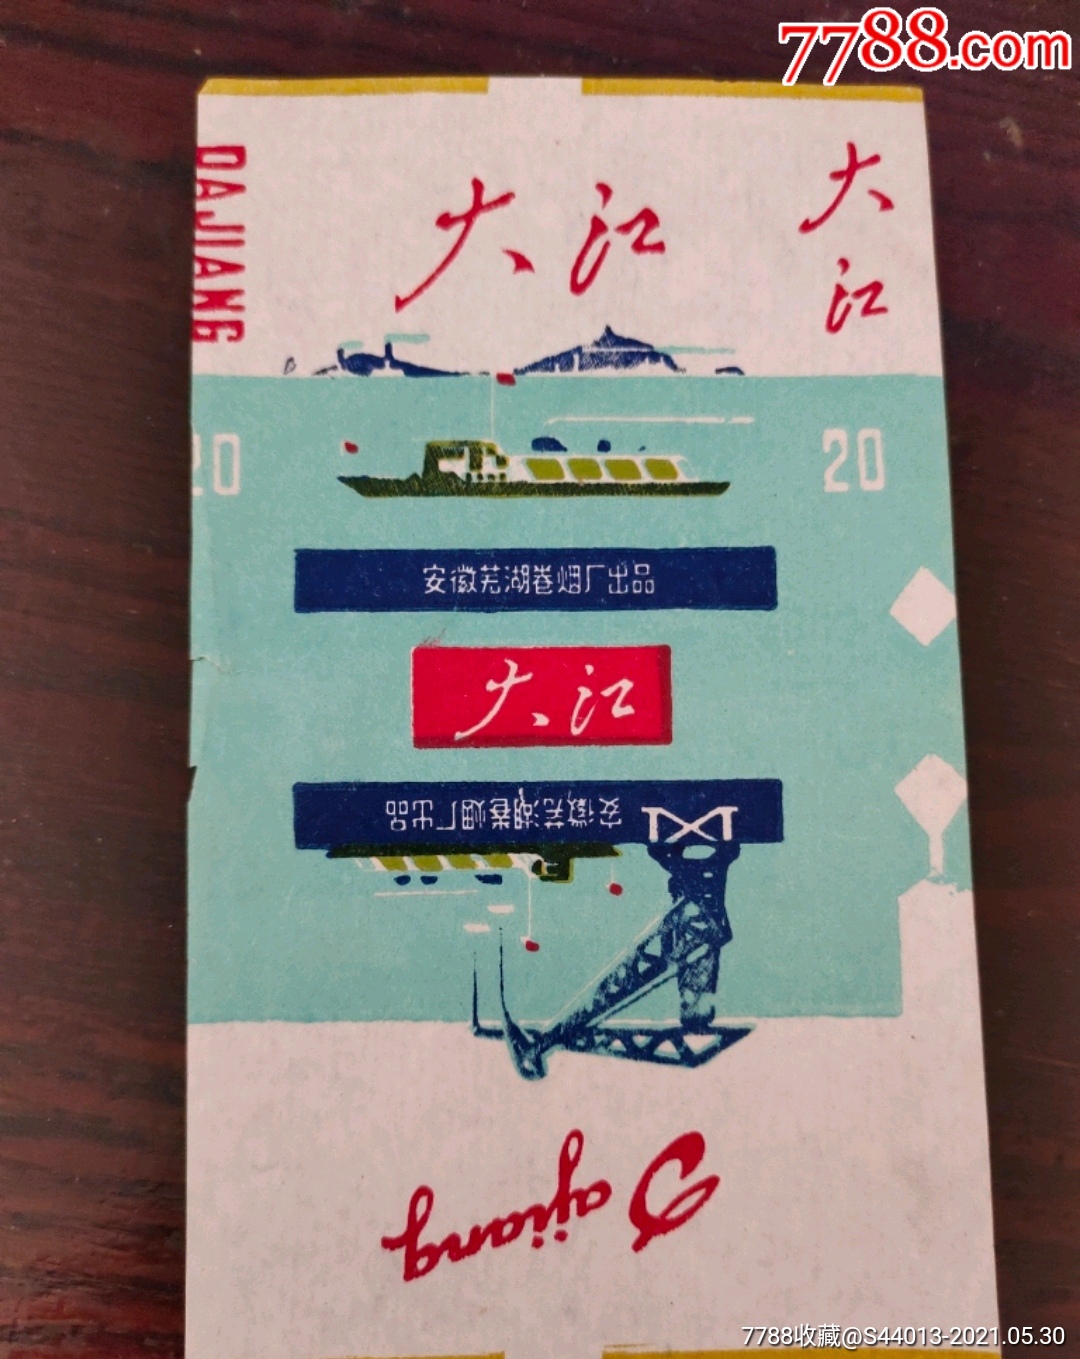 7788.com
DAJIANG
大江
大江
20
20
安徽芜湖卷烟厂出品
大江
安徽芜湖卷烟厂出品
Dajiang
7788收藏@S44013-2021.05.30